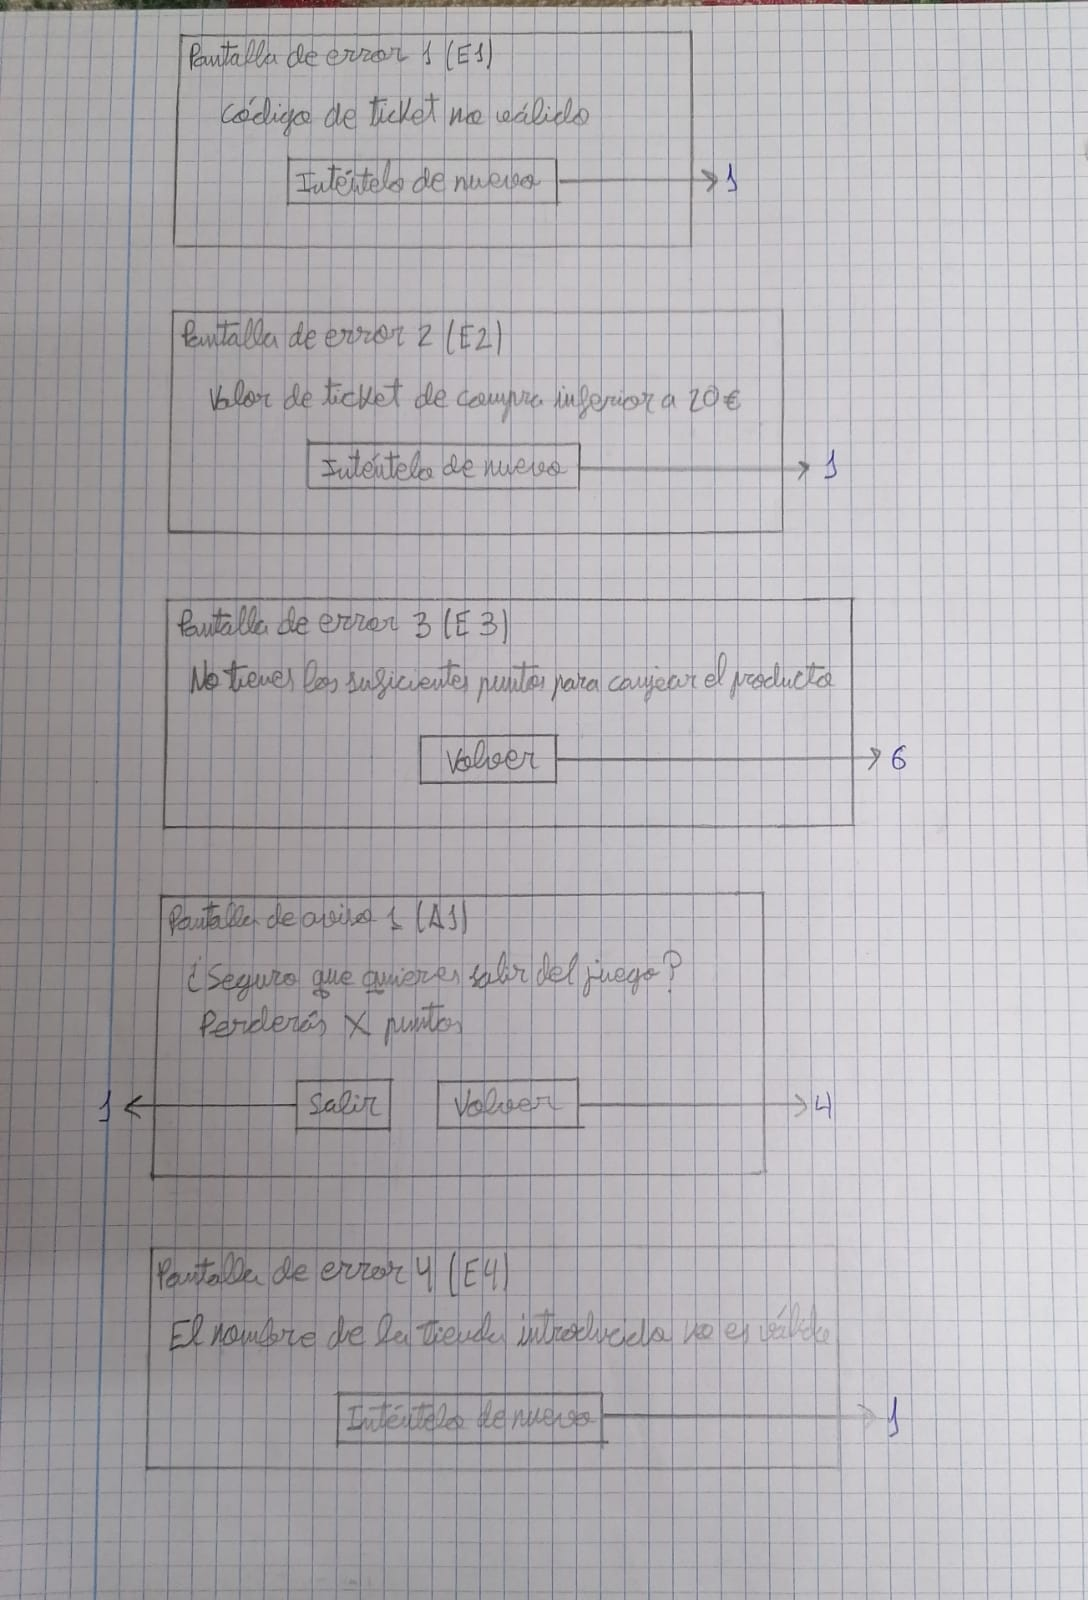 Pantalla de error 1 (E1)
Código de ticket no válido
Inténtelo de nuevo → 1
Pantalla de error 2 (E2)
Valor de ticket de compra inferior a 20€
Inténtelo de nuevo → 1
Pantalla de error 3 (E3)
No tienes los suficientes puntos para canjear el producto
Volver → 6
Pantalla de aviso 1 (A1)
¿Seguro que quieres salir del juego?
Perderás X puntos
1 ← Salir Volver → 4
Pantalla de error 4 (E4)
El nombre de la tienda introducida no es válido
Inténtelo de nuevo → 1